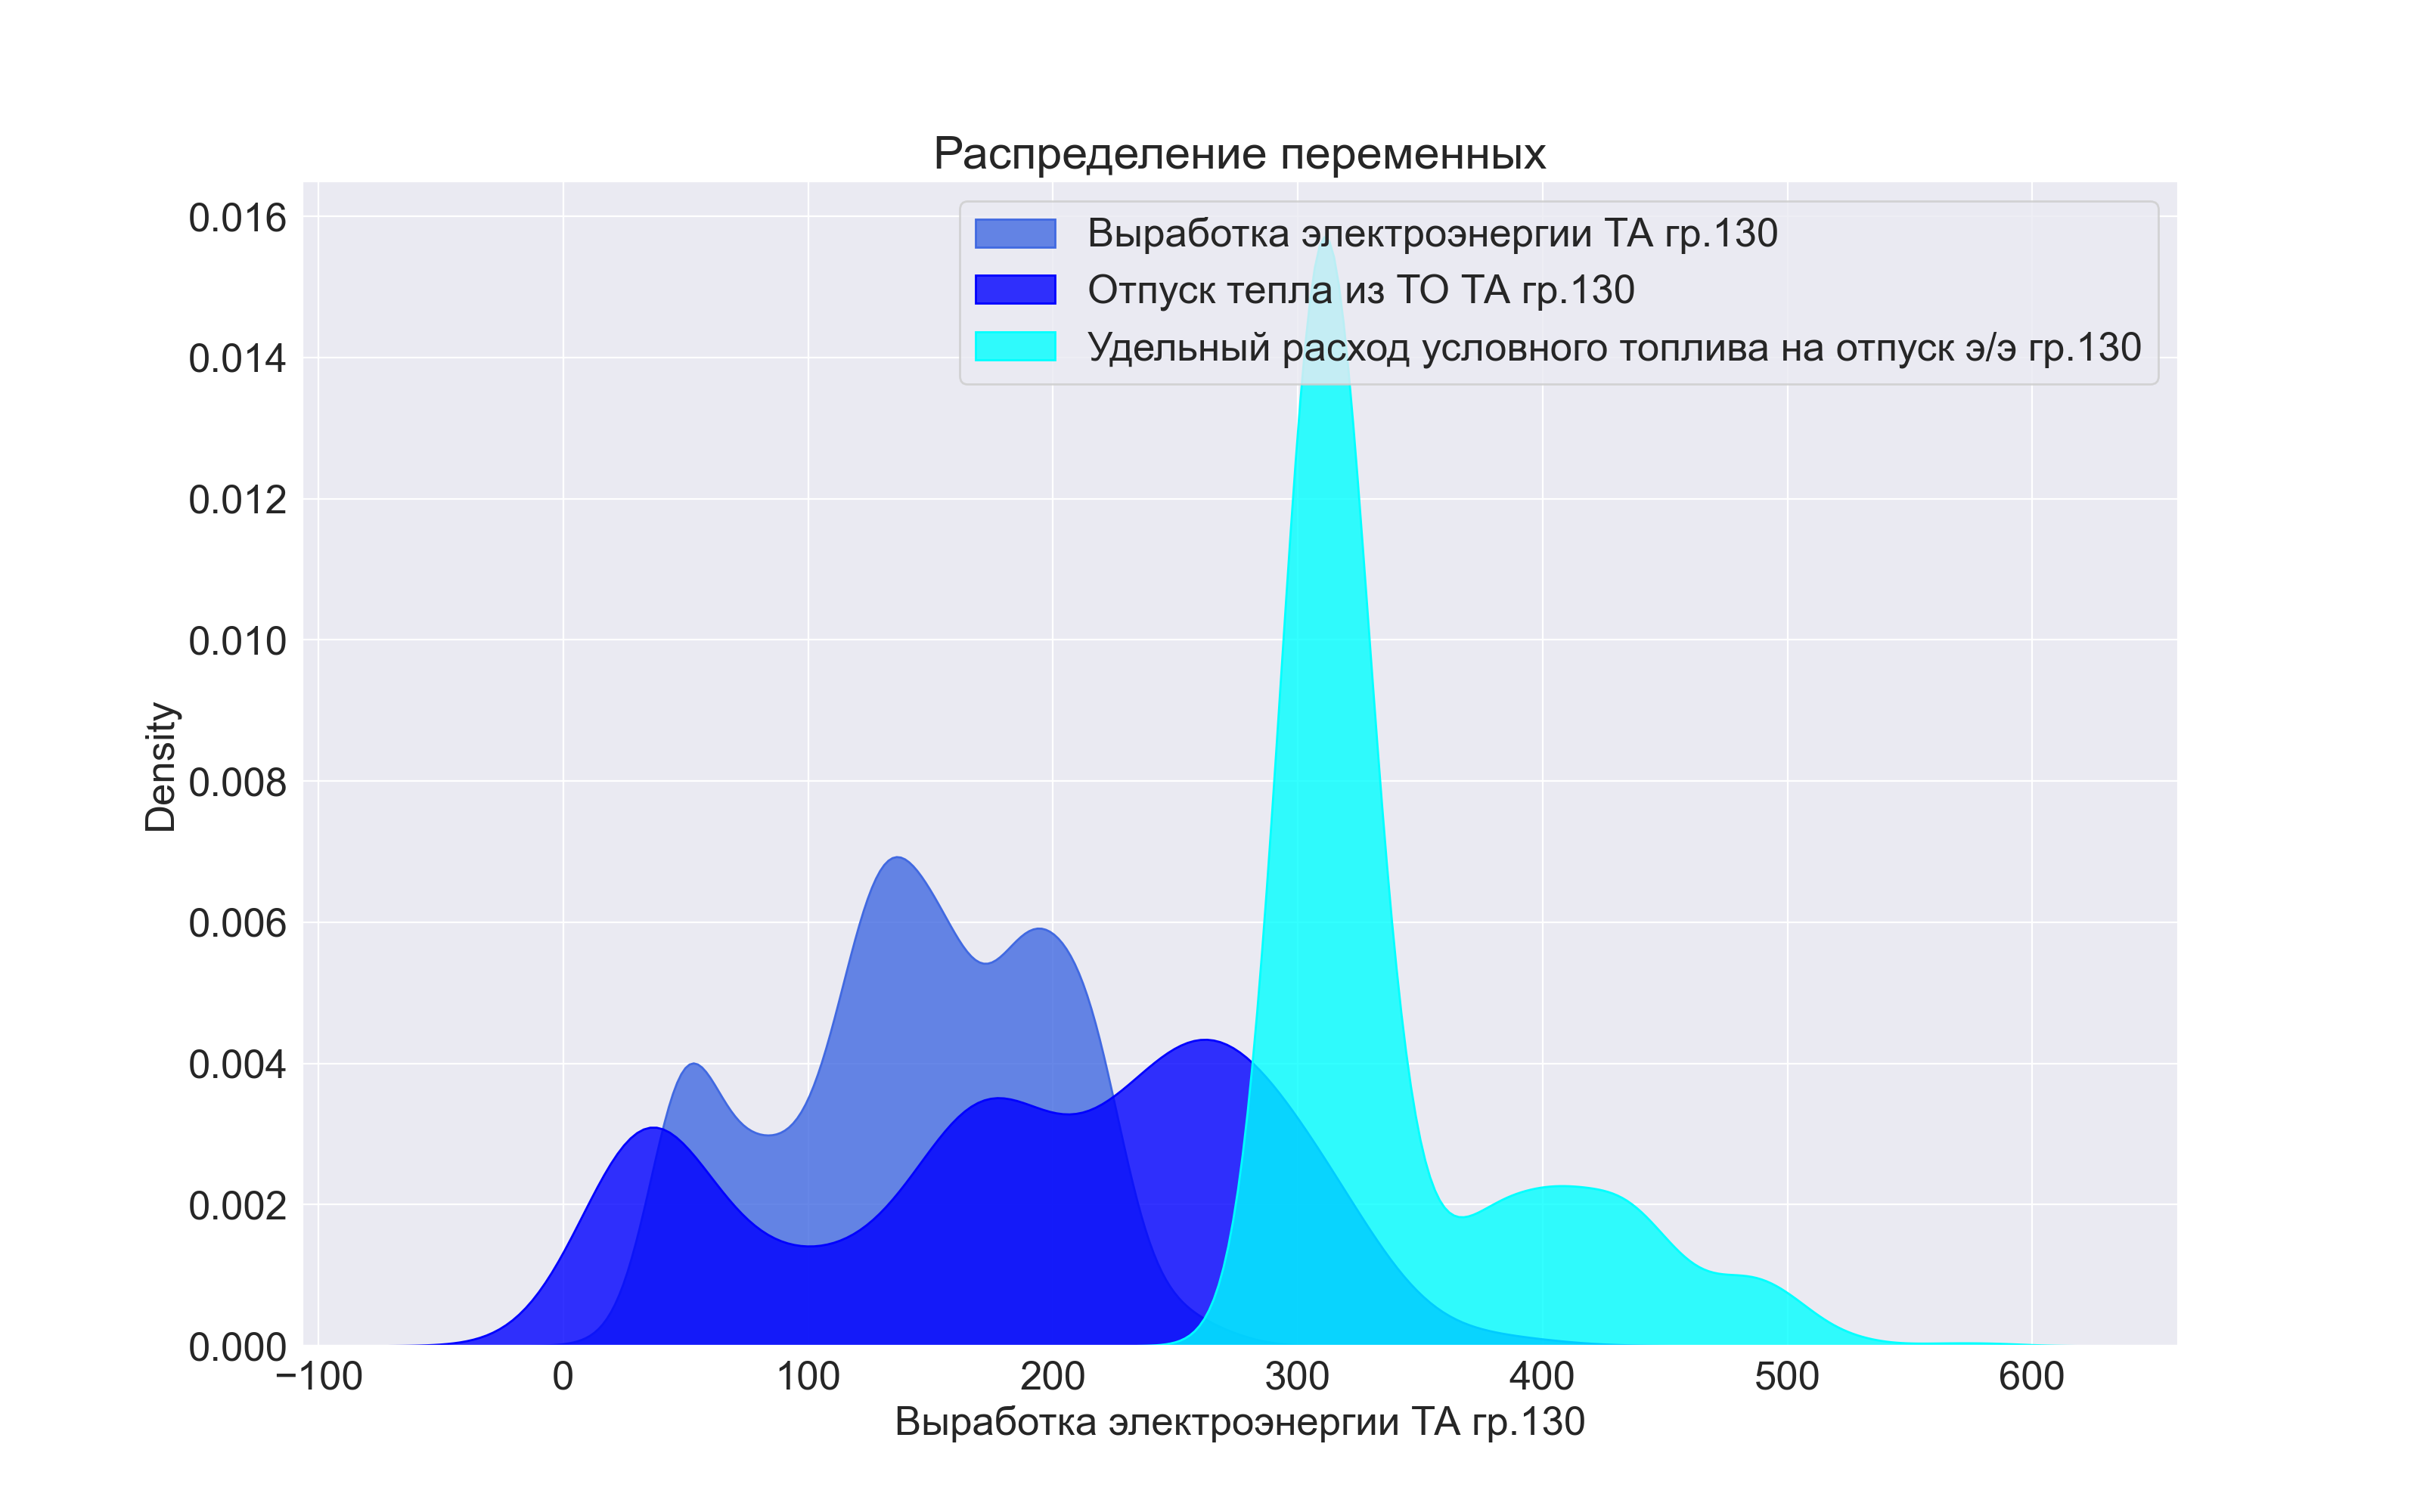 Распределение переменных
0.016
0.014
0.012
0.010
0.008
0.006
0.004
0.002
0.000
Density
Выработка электроэнергии ТА гр.130
Отпуск тепла из ТО ТА гр.130
Удельный расход условного топлива на отпуск э/э гр.130
−100 0 100 200 300 400 500 600
Выработка электроэнергии ТА гр.130